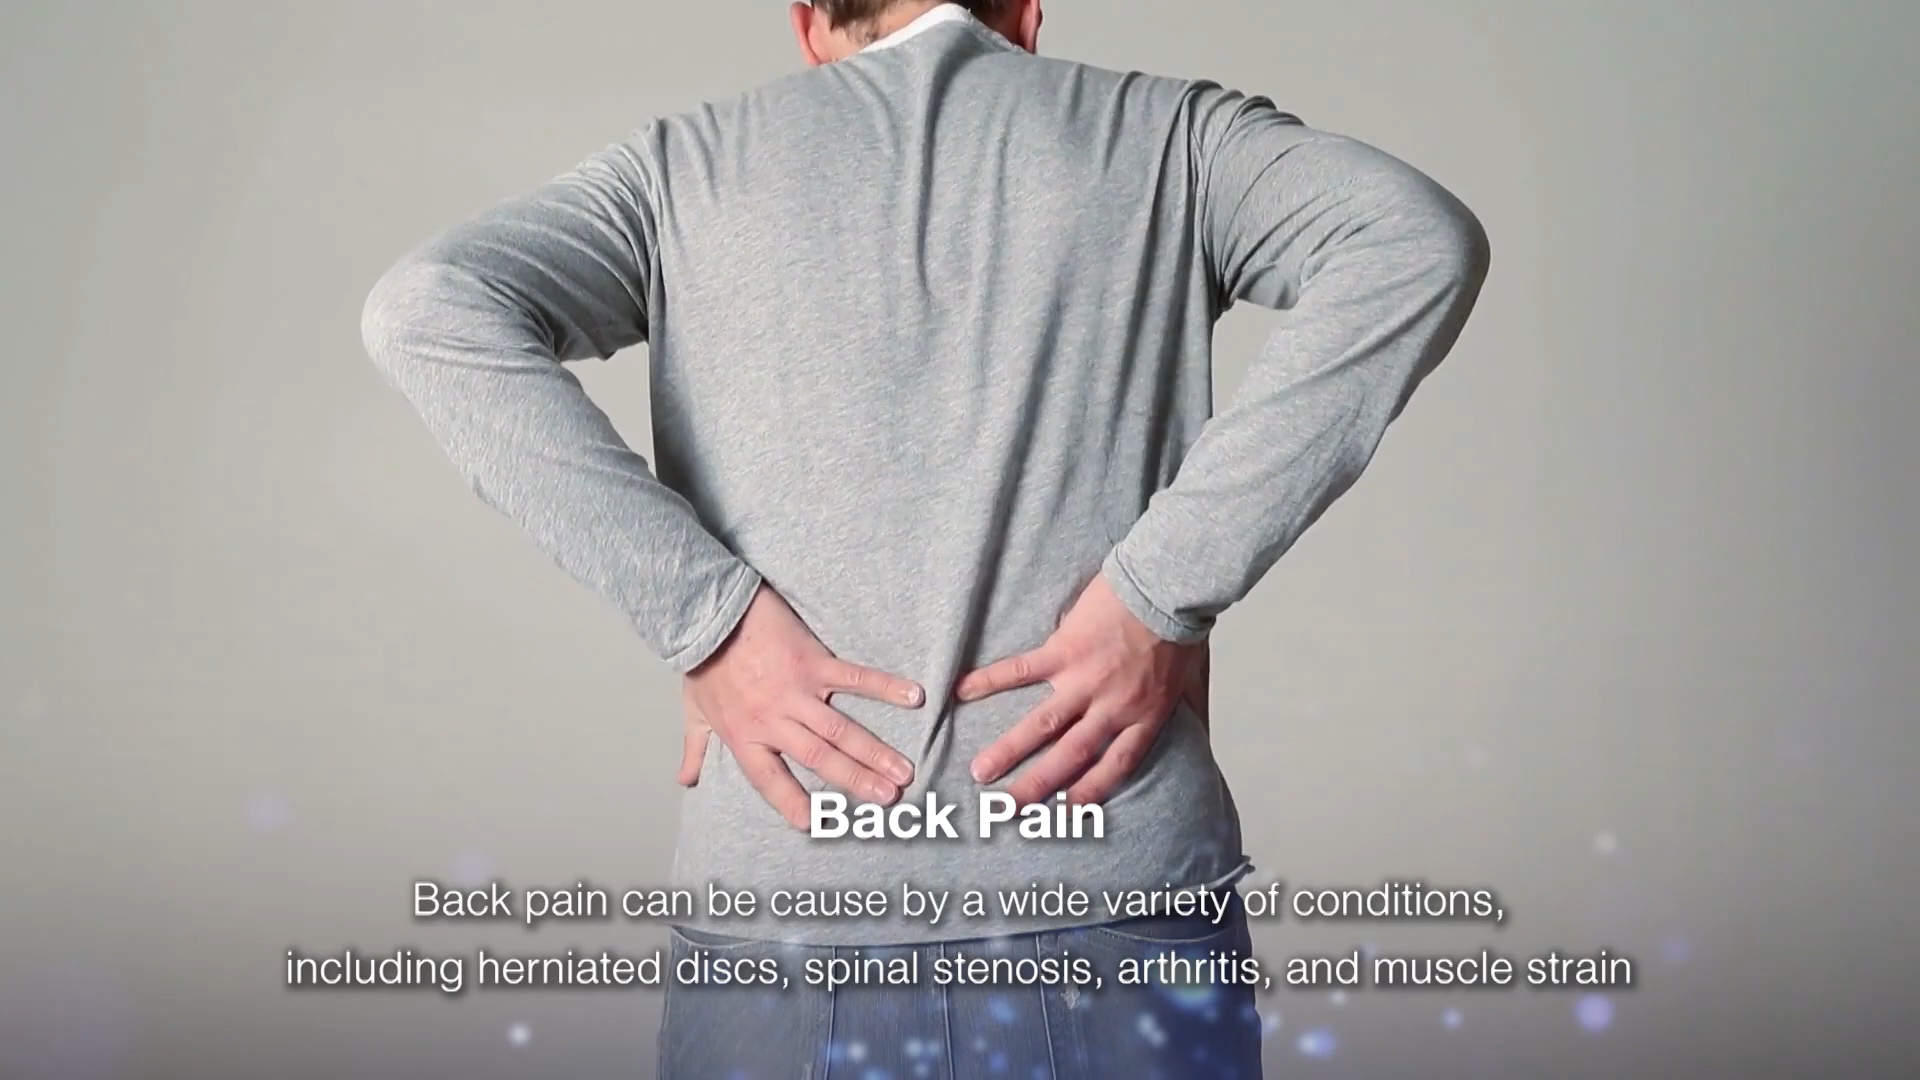 Back Pain
Back pain can be cause by a wide variety of conditions,
including herniated discs, spinal stenosis, arthritis, and muscle strain